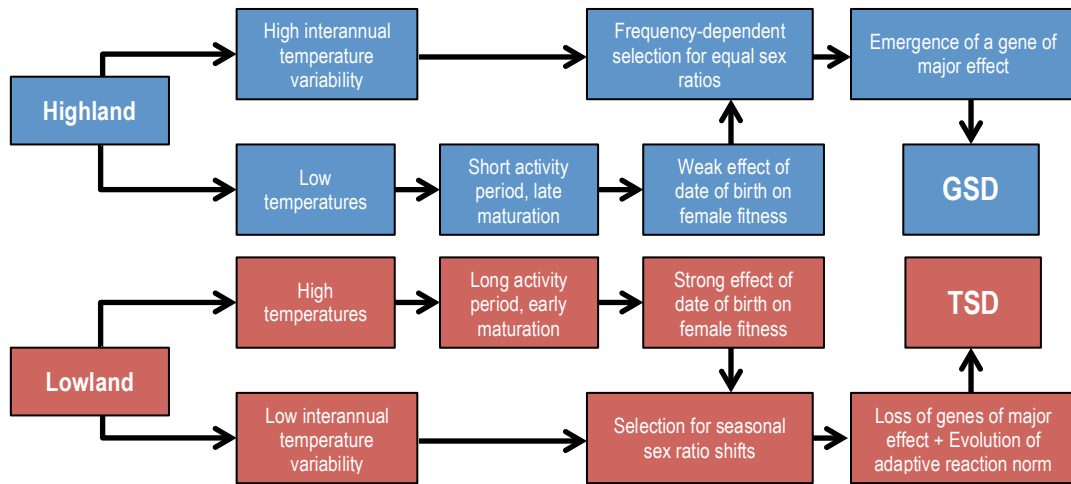 High interannual
temperature
variability
Frequency-dependent
selection for equal sex
ratios
Emergence of a gene of
major effect
Highland
Low
temperatures
Short activity
period, late
maturation
Weak effect of
date of birth on
female fitness
GSD
High
temperatures
Long activity
period, early
maturation
Strong effect of
date of birth on
female fitness
TSD
Lowland
Low interannual
temperature
variability
Selection for seasonal
sex ratio shifts
Loss of genes of major
effect + Evolution of
adaptive reaction norm